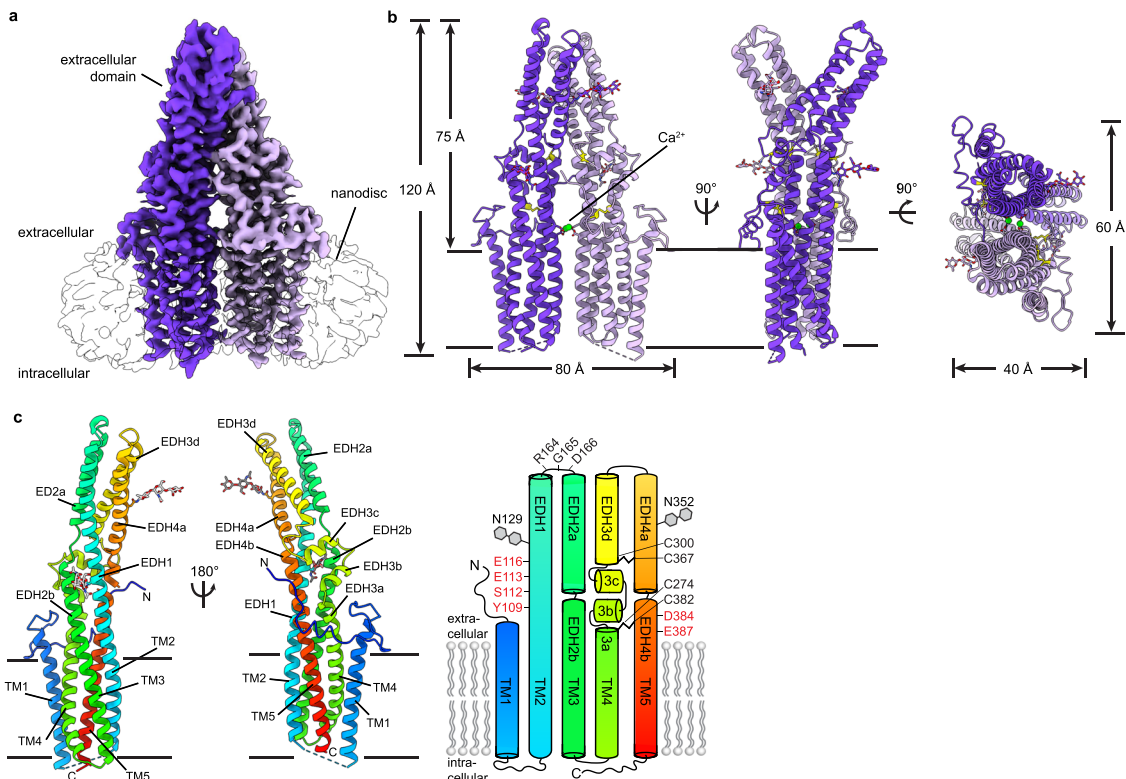 a
extracellular
domain
nanodisc
extracellular
intracellular
b
75 Å
120 Å
Ca²⁺
90°
90°
60 Å
80 Å
40 Å
c
EDH3d
ED2a
EDH4a
EDH1
N
EDH2b
TM2
TM3
TM1
TM4
TM5
C
180°
EDH3d
EDH2a
EDH3c
EDH4a
EDH2b
EDH4b
EDH3b
N
EDH3a
EDH1
TM2
TM4
TM5
TM1
C
R164
G165
D166
N129
N352
EDH1
EDH2a
EDH3d
EDH4a
C300
C367
N
E116
E113
S112
Y109
3c
3b
3a
C274
C382
D384
E387
extra-
cellular
EDH2b
EDH4b
TM1
TM2
TM3
TM4
TM5
intra-
cellular
C